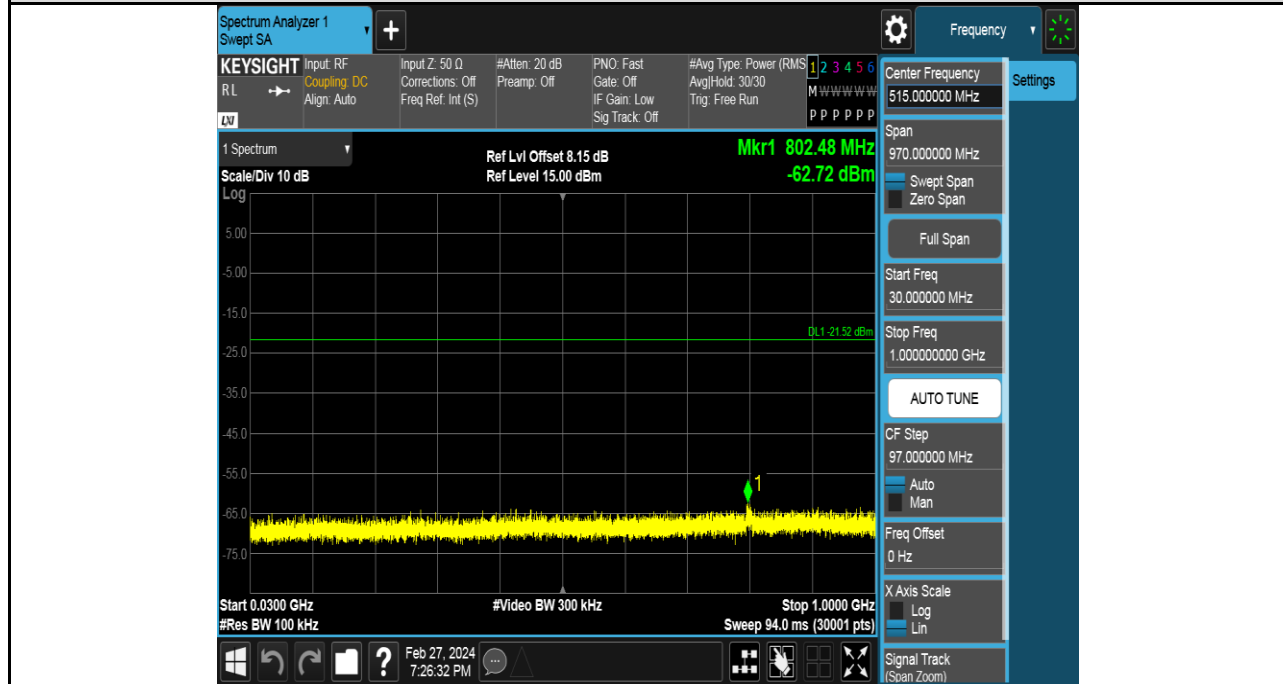 Spectrum Analyzer 1
Swept SA
+
Frequency
KEYSIGHT
RL
LXI
Input: RF
Coupling: DC
Align: Auto
Input Z: 50 Ω
Corrections: Off
Freq Ref: Int (S)
#Atten: 20 dB
Preamp: Off
PNO: Fast
Gate: Off
IF Gain: Low
Sig Track: Off
#Avg Type: Power (RMS
Avg|Hold: 30/30
Trig: Free Run
1 2 3 4 5 6
M W W W W W
P P P P P P
1 Spectrum
Scale/Div 10 dB
Log
Ref Lvl Offset 8.15 dB
Ref Level 15.00 dBm
Mkr1 802.48 MHz
-62.72 dBm
5.00
-5.00
-15.0
DL1 -21.52 dBm
-25.0
-35.0
-45.0
-55.0
1
-65.0
-75.0
Start 0.0300 GHz
#Res BW 100 kHz
#Video BW 300 kHz
Stop 1.0000 GHz
Sweep 94.0 ms (30001 pts)
?
Feb 27, 2024
7:26:32 PM
Center Frequency
515.000000 MHz
Span
970.000000 MHz
Swept Span
Zero Span
Full Span
Start Freq
30.000000 MHz
Stop Freq
1.000000000 GHz
AUTO TUNE
CF Step
97.000000 MHz
Auto
Man
Freq Offset
0 Hz
X Axis Scale
Log
Lin
Signal Track
(Span Zoom)
Settings